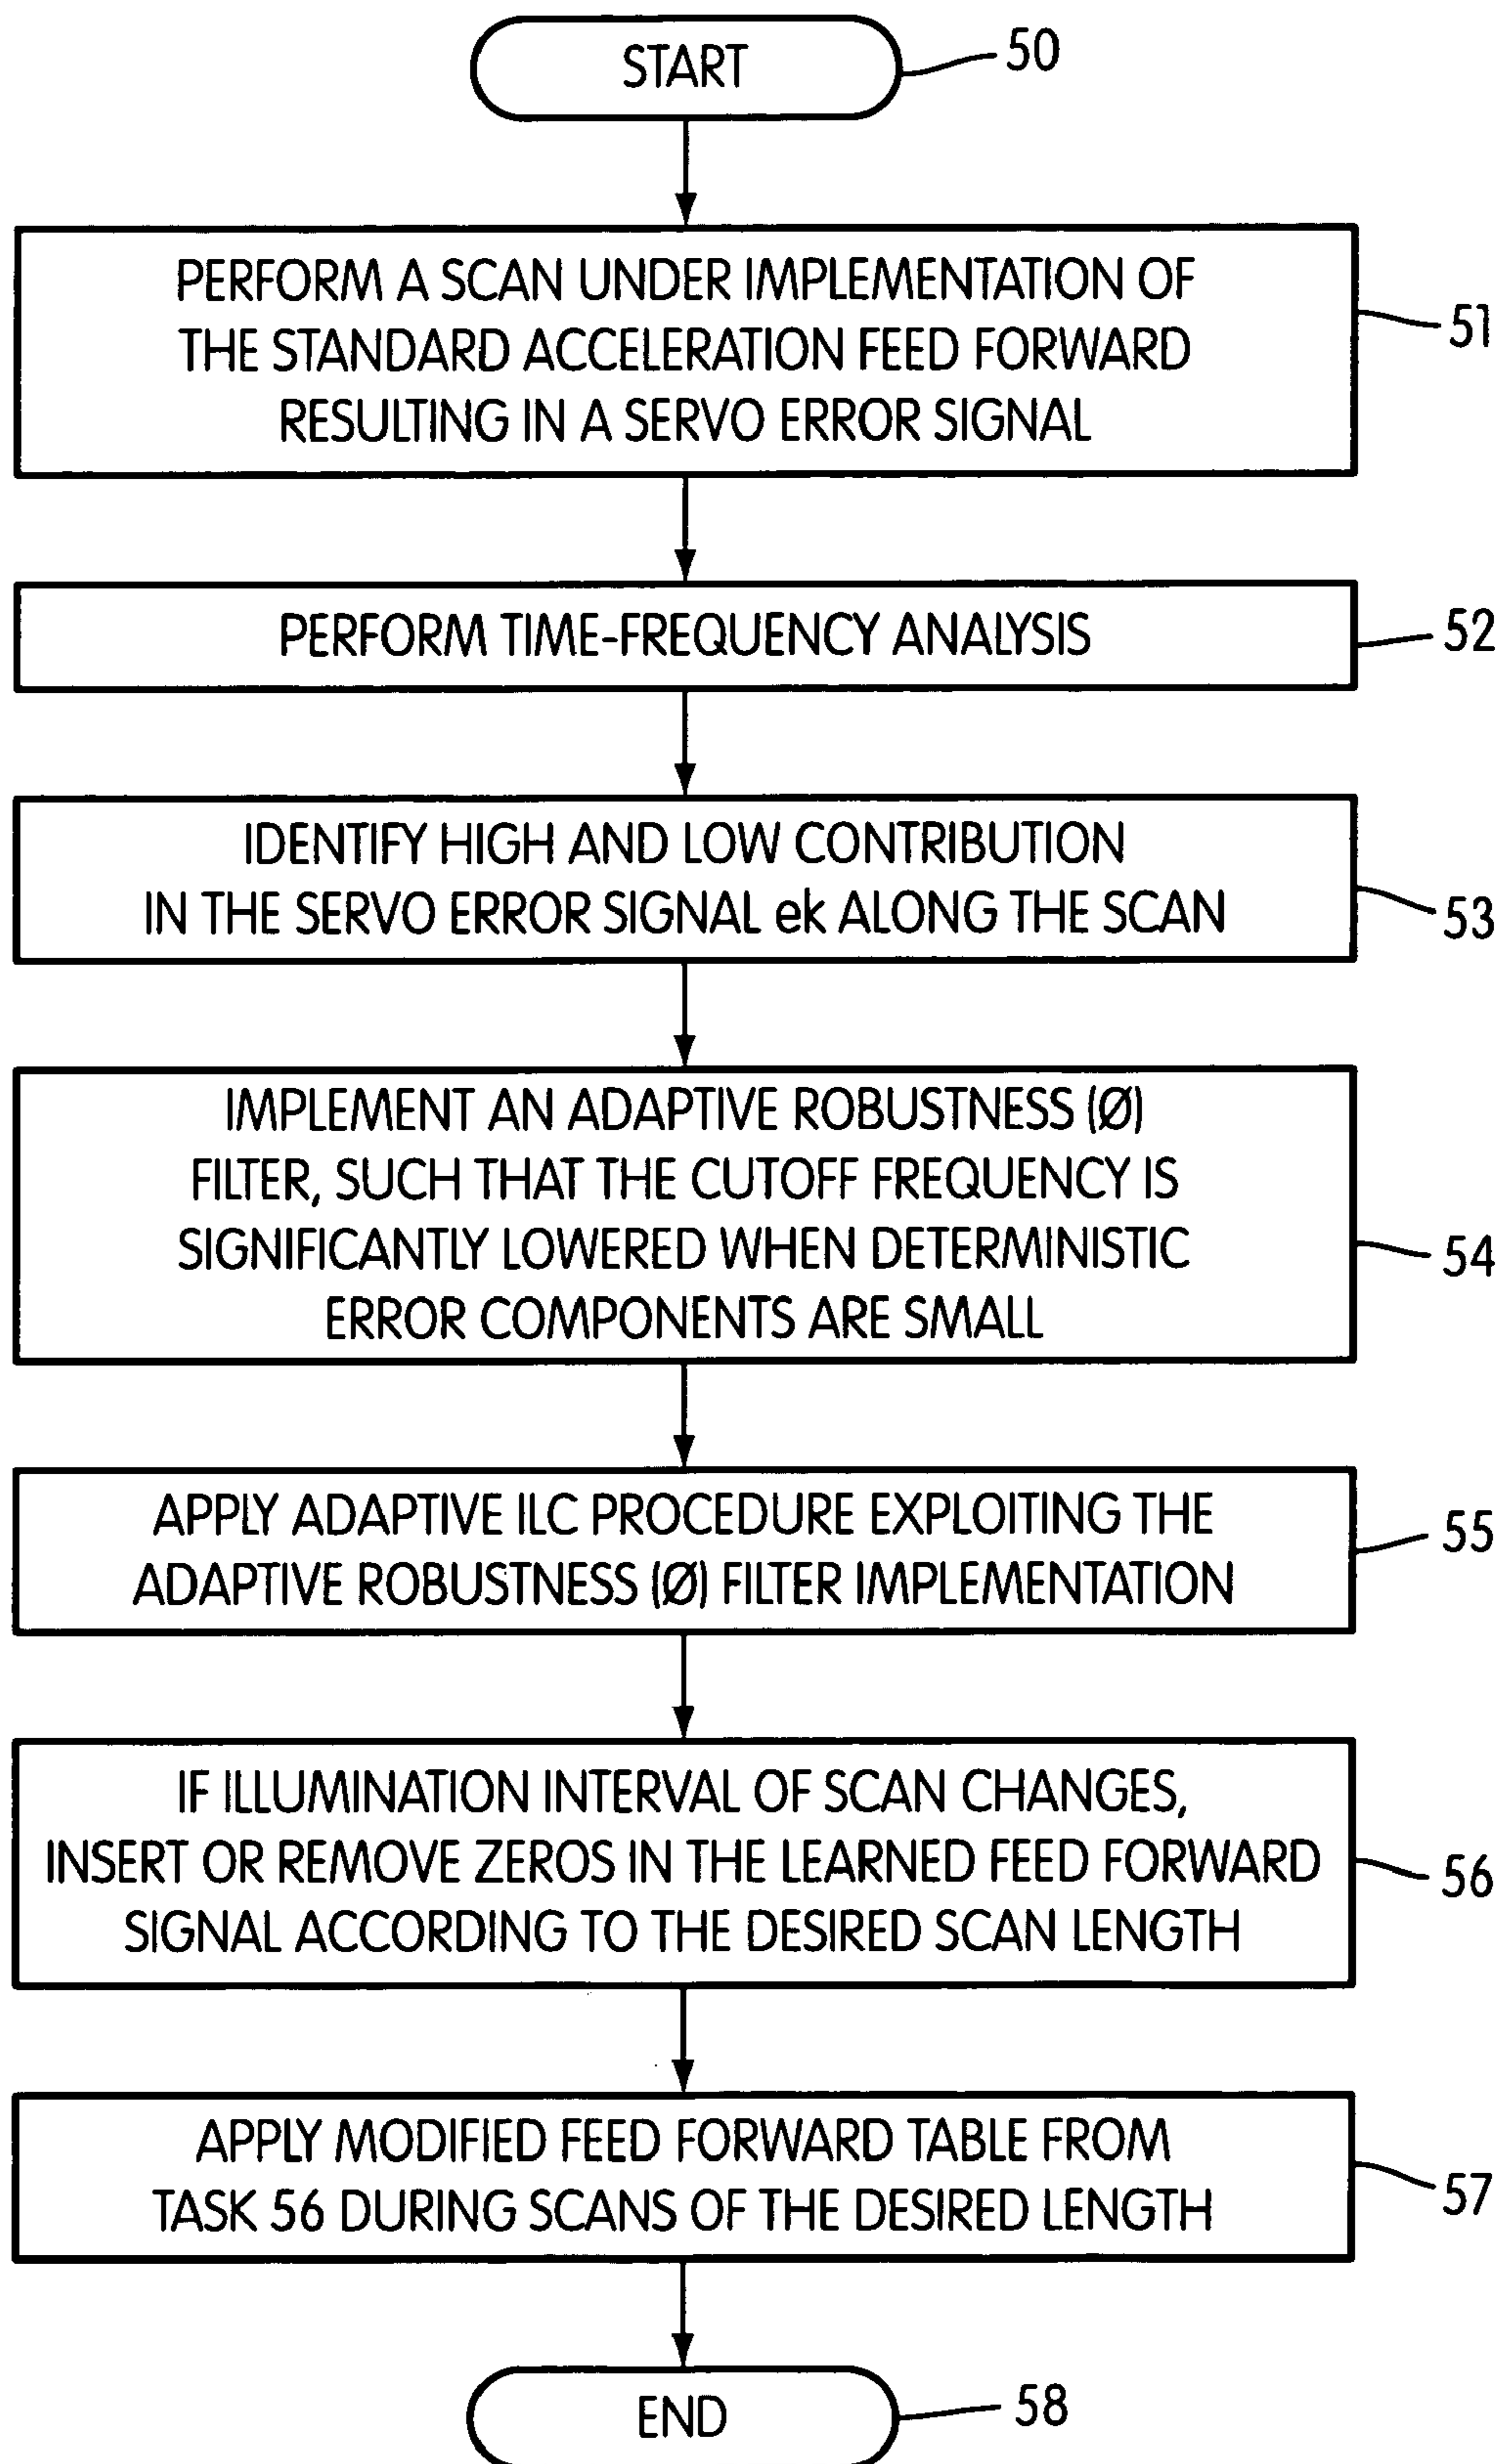 START
50
PERFORM A SCAN UNDER IMPLEMENTATION OF
THE STANDARD ACCELERATION FEED FORWARD
RESULTING IN A SERVO ERROR SIGNAL
51
PERFORM TIME-FREQUENCY ANALYSIS
52
IDENTIFY HIGH AND LOW CONTRIBUTION
IN THE SERVO ERROR SIGNAL ek ALONG THE SCAN
53
IMPLEMENT AN ADAPTIVE ROBUSTNESS (Ø)
FILTER, SUCH THAT THE CUTOFF FREQUENCY IS
SIGNIFICANTLY LOWERED WHEN DETERMINISTIC
ERROR COMPONENTS ARE SMALL
54
APPLY ADAPTIVE ILC PROCEDURE EXPLOITING THE
ADAPTIVE ROBUSTNESS (Ø) FILTER IMPLEMENTATION
55
IF ILLUMINATION INTERVAL OF SCAN CHANGES,
INSERT OR REMOVE ZEROS IN THE LEARNED FEED FORWARD
SIGNAL ACCORDING TO THE DESIRED SCAN LENGTH
56
APPLY MODIFIED FEED FORWARD TABLE FROM
TASK 56 DURING SCANS OF THE DESIRED LENGTH
57
END
58